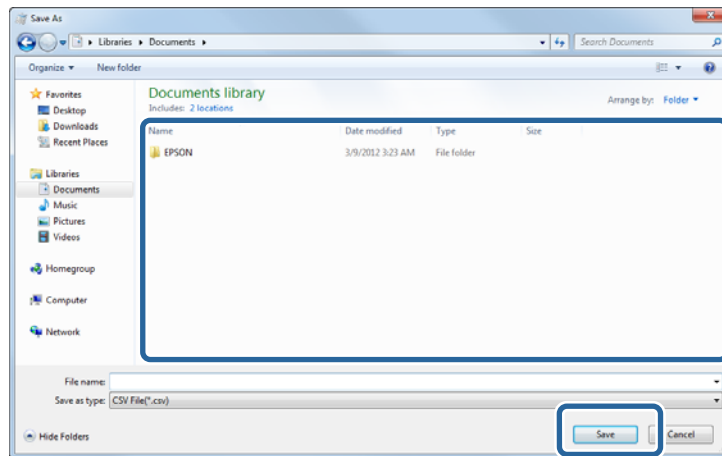 Save As
Libraries Documents
Search Documents
Organize New folder
Favorites
Desktop
Downloads
Recent Places
Libraries
Documents
Music
Pictures
Videos
Homegroup
Computer
Network
Documents library
Includes: 2 locations
Arrange by: Folder
Name Date modified Type Size
EPSON 3/9/2012 3:23 AM File folder
File name:
Save as type: CSV File(*.csv)
Hide Folders
Save Cancel